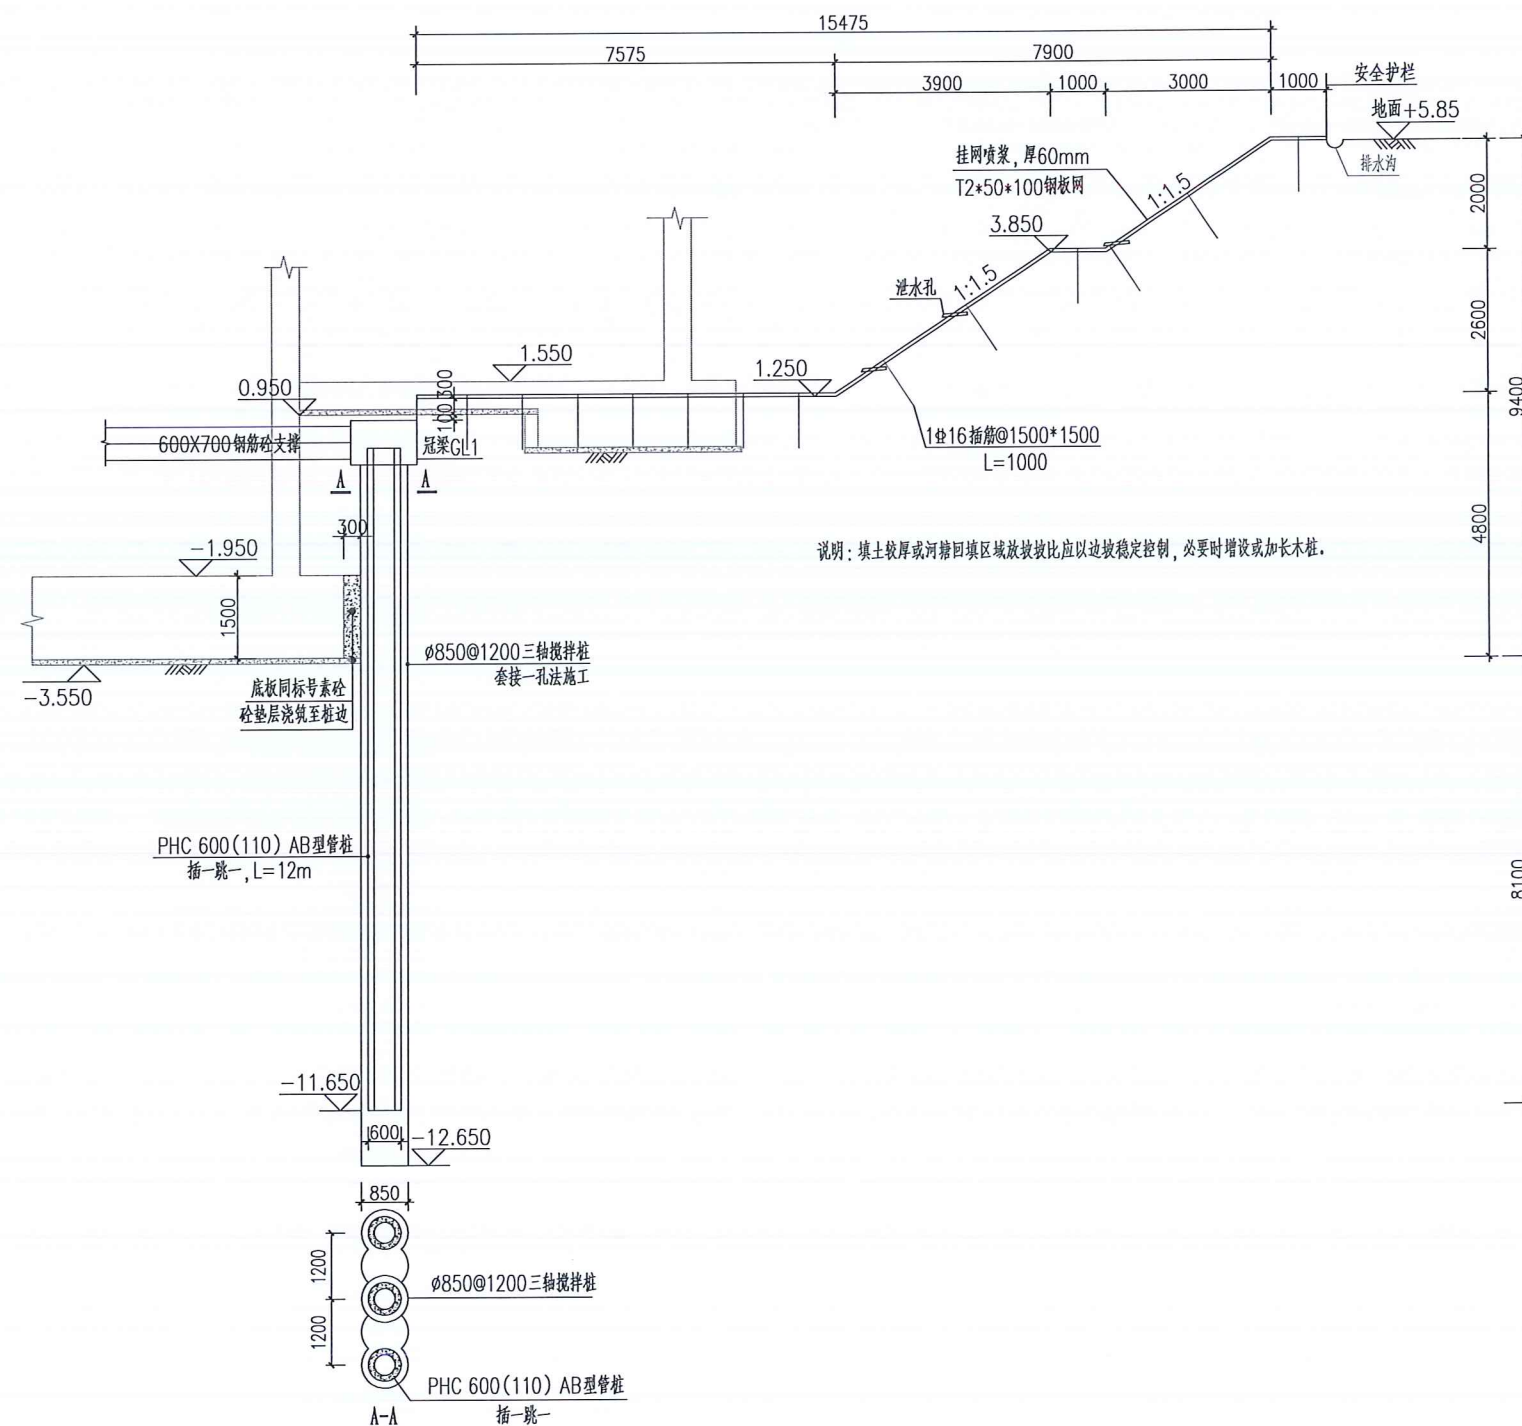 15475
7575
7900
3900
1000
3000
1000
安全护栏
地面+5.85
排水沟
挂网喷浆,厚60mm
T2*50*100钢板网
1:1.5
3.850
泄水孔
1:1.5
2000
2600
9400
4800
8100
1.550
1.250
0.950
300
100
600X700钢筋砼支撑
冠梁GL1
A
A
1⌀16插筋@1500*1500
L=1000
说明:填土较厚或河塘回填区域放坡坡比应以边坡稳定控制,必要时增设或加长木桩.
300
-1.950
1500
-3.550
底板同标号素砼
砼垫层浇筑至桩边
ø850@1200三轴搅拌桩
套接一孔法施工
PHC 600(110) AB型管桩
插一跳一,L=12m
-11.650
600
-12.650
850
1200
1200
ø850@1200三轴搅拌桩
PHC 600(110) AB型管桩
插一跳一
A-A